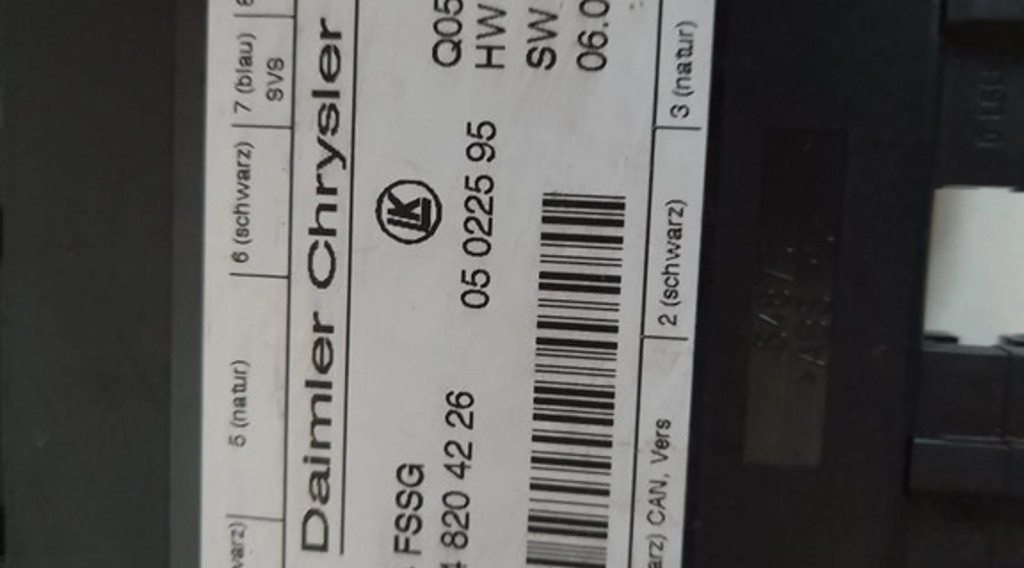 5 (natur) 6 (schwarz) 7 (blau)
SVS
Daimler Chrysler
FSSG LK Q05
820 42 26 05 0225 95 HW
SW
06.0
CAN, Vers 2 (schwarz) 3 (natur)